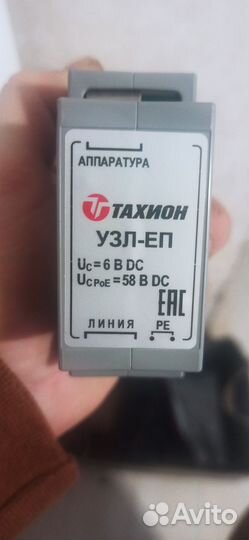 АППАРАТУРА
ТАХИОН
УЗЛ-ЕП
UC = 6 В DC
UC PoE = 58 В DC
EAC
ЛИНИЯ PE
Avito